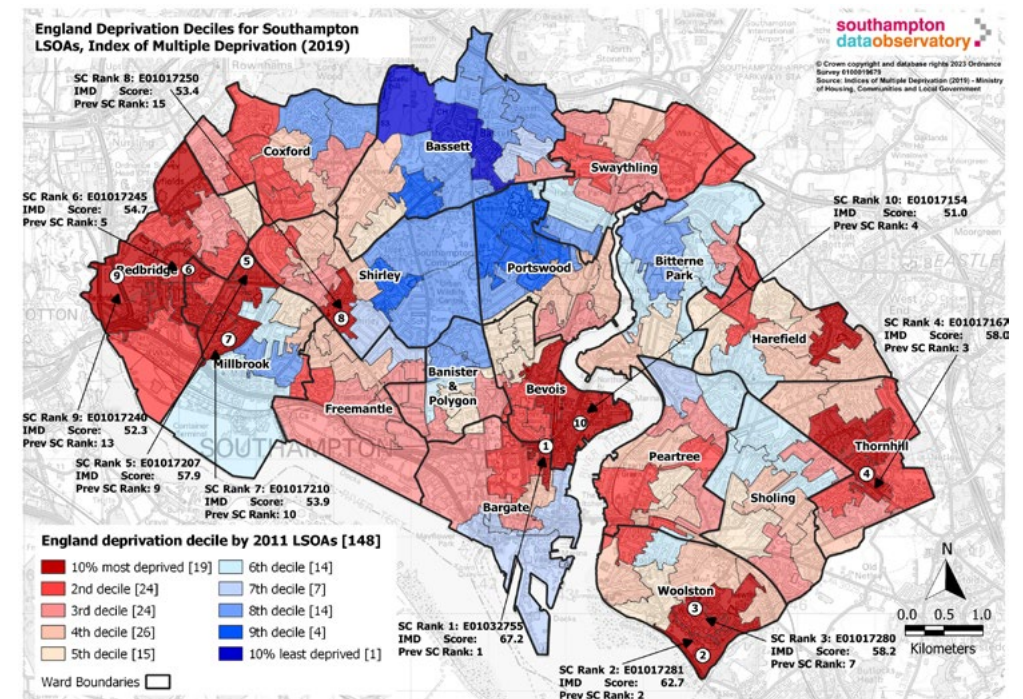 England Deprivation Deciles for Southampton
LSOAs, Index of Multiple Deprivation (2019)
southampton
dataobservatory
© Crown copyright and database rights 2023 Ordnance
Survey 0100019679
Source: Indices of Multiple Deprivation (2019) - Ministry
of Housing, Communities and Local Government
SC Rank 8: E01017250
IMD Score: 53.4
Prev SC Rank: 15
SC Rank 6: E01017245
IMD Score: 54.7
Prev SC Rank: 5
SC Rank 10: E01017154
IMD Score: 51.0
Prev SC Rank: 4
SC Rank 4: E01017167
IMD Score: 58.0
Prev SC Rank: 3
Coxford
Bassett
Swaythling
Redbridge
Shirley
Portswood
Bitterne
Park
Harefield
Millbrook
Freemantle
Banister
&
Polygon
Bevois
Bargate
Peartree
Thornhill
Sholing
Woolston
9
6
5
8
7
10
1
4
3
2
SOUTHAMPTON
SC Rank 9: E01017240
IMD Score: 52.3
Prev SC Rank: 13
SC Rank 5: E01017207
IMD Score: 57.9
Prev SC Rank: 9
SC Rank 7: E01017210
IMD Score: 53.9
Prev SC Rank: 10
SC Rank 1: E01032755
IMD Score: 67.2
Prev SC Rank: 1
SC Rank 2: E01017281
IMD Score: 62.7
Prev SC Rank: 2
SC Rank 3: E01017280
IMD Score: 58.2
Prev SC Rank: 7
England deprivation decile by 2011 LSOAs [148]
10% most deprived [19]
2nd decile [24]
3rd decile [24]
4th decile [26]
5th decile [15]
6th decile [14]
7th decile [7]
8th decile [14]
9th decile [4]
10% least deprived [1]
Ward Boundaries
N
0.0 0.5 1.0
Kilometers